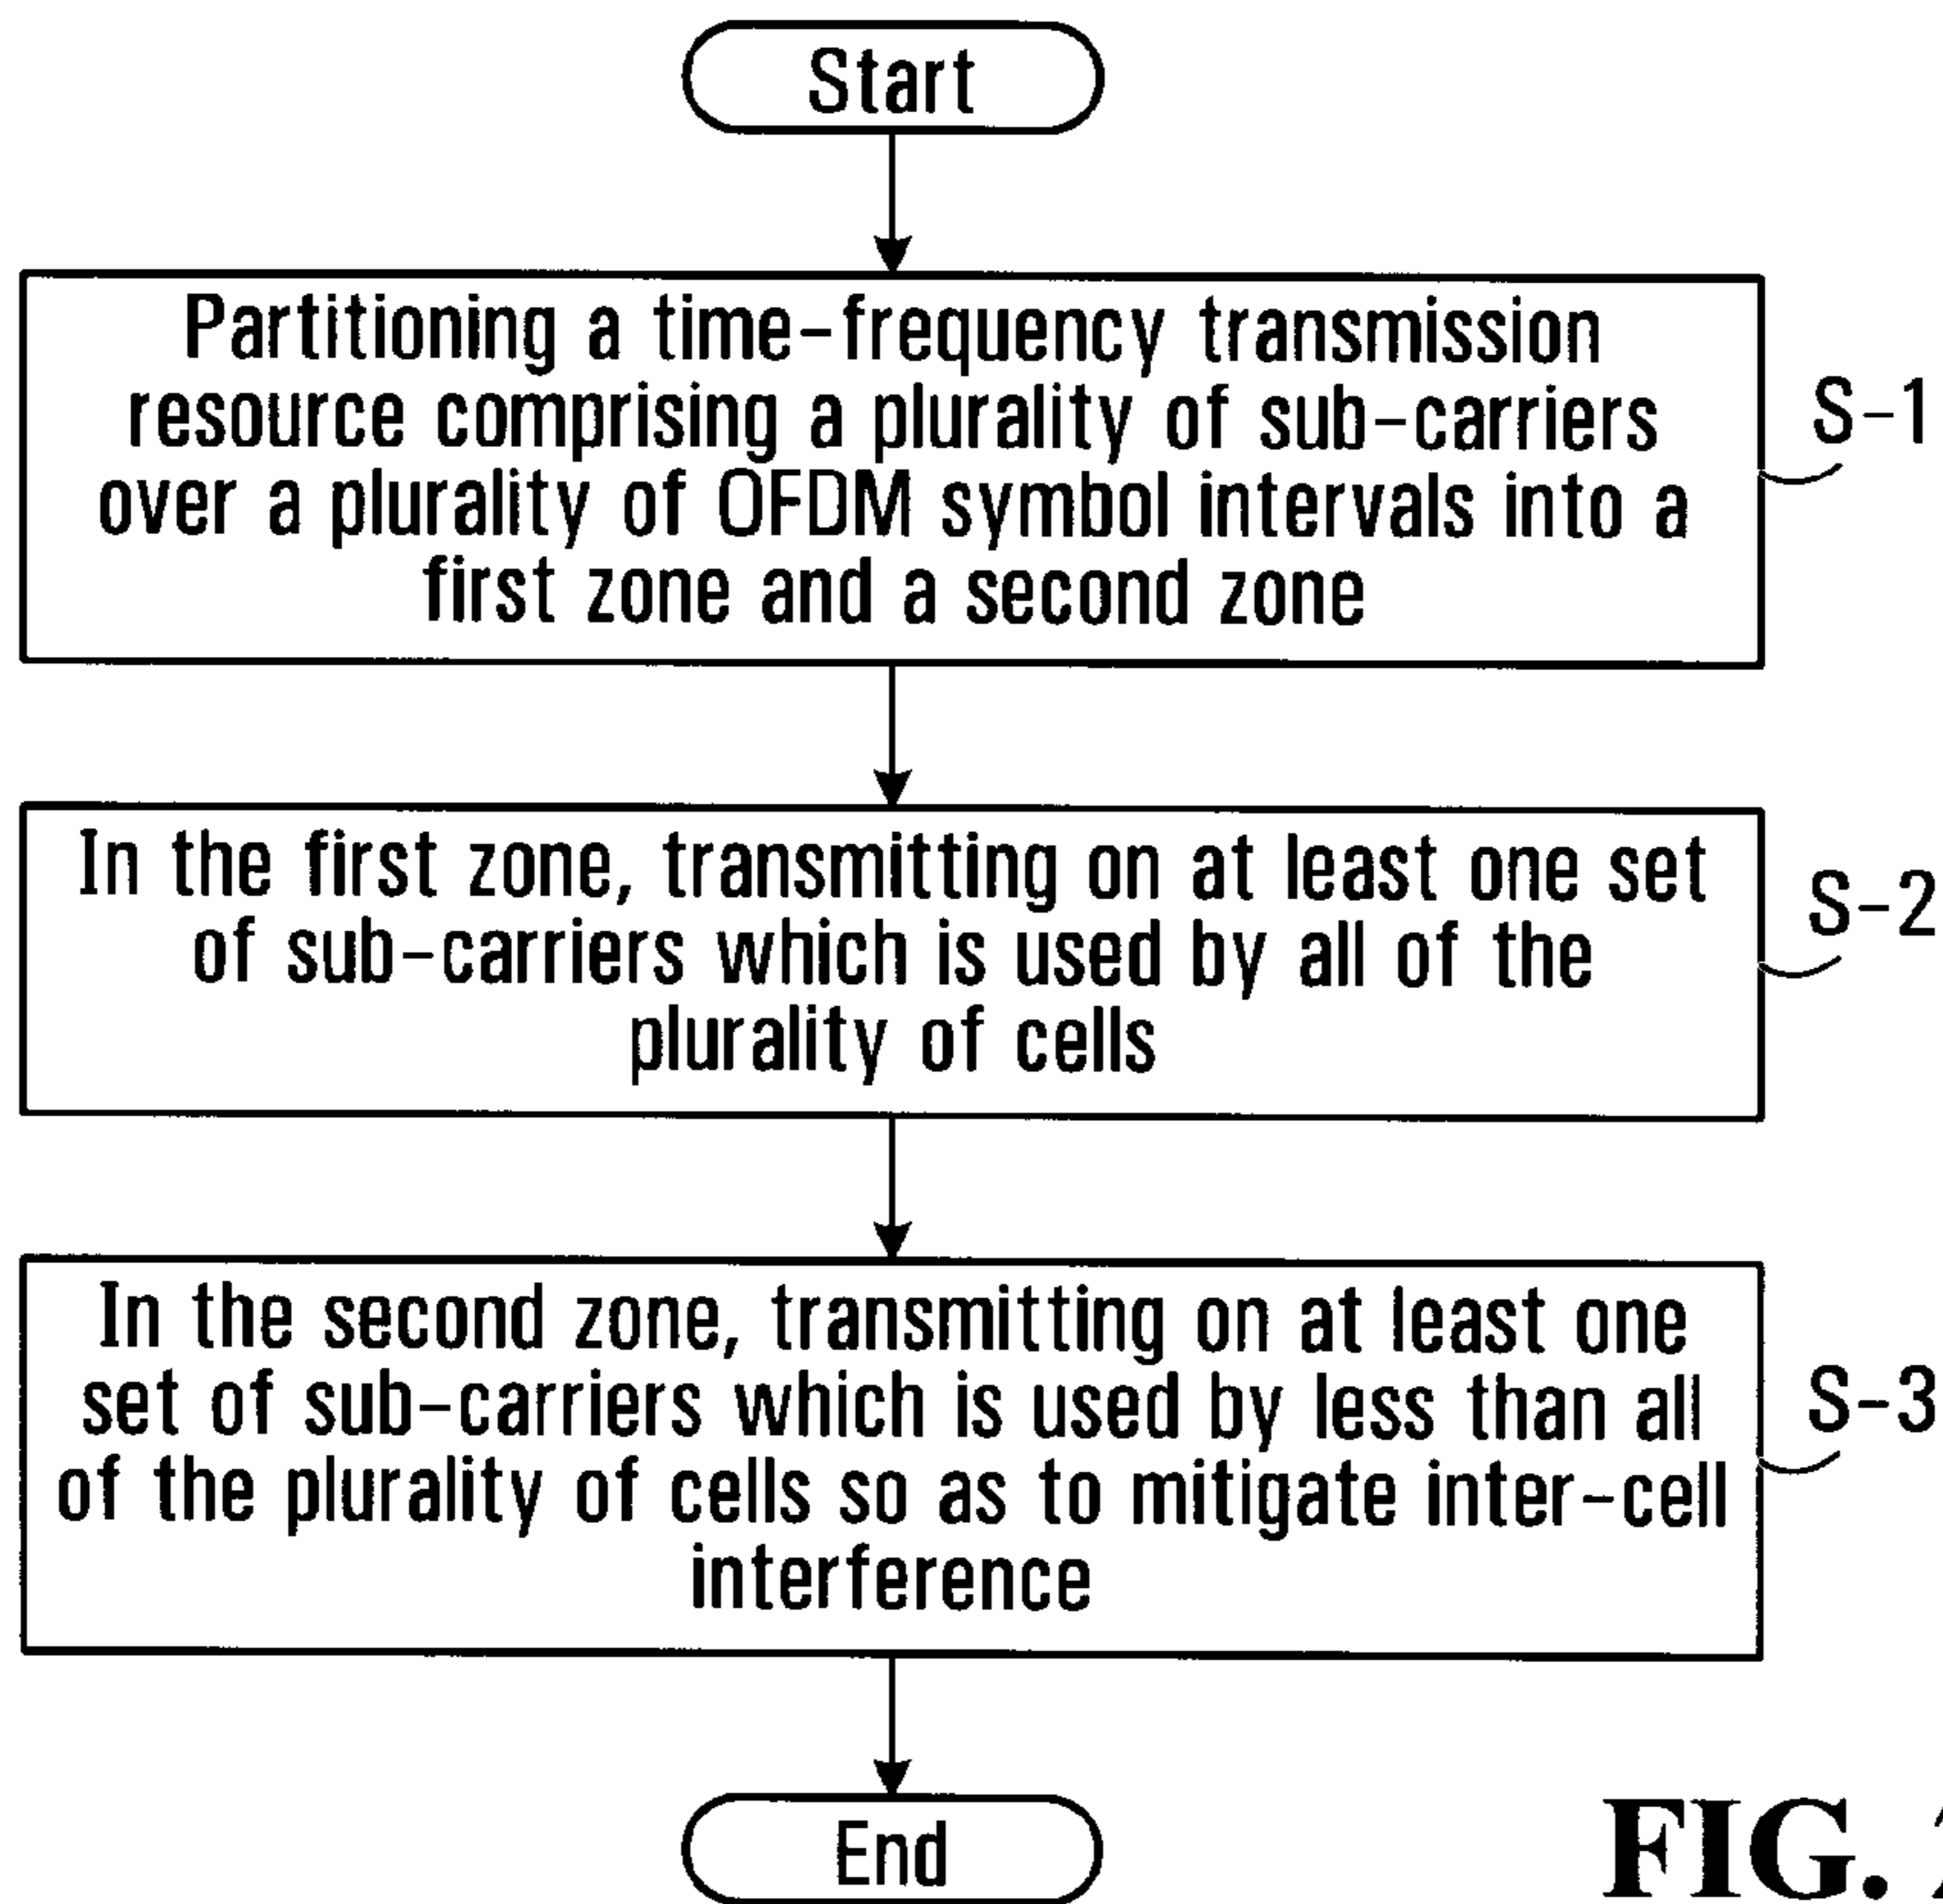 Start
Partitioning a time-frequency transmission
resource comprising a plurality of sub-carriers
over a plurality of OFDM symbol intervals into a
first zone and a second zone
S-1
In the first zone, transmitting on at least one set
of sub-carriers which is used by all of the
plurality of cells
S-2
In the second zone, transmitting on at least one
set of sub-carriers which is used by less than all
of the plurality of cells so as to mitigate inter-cell
interference
S-3
End
FIG.